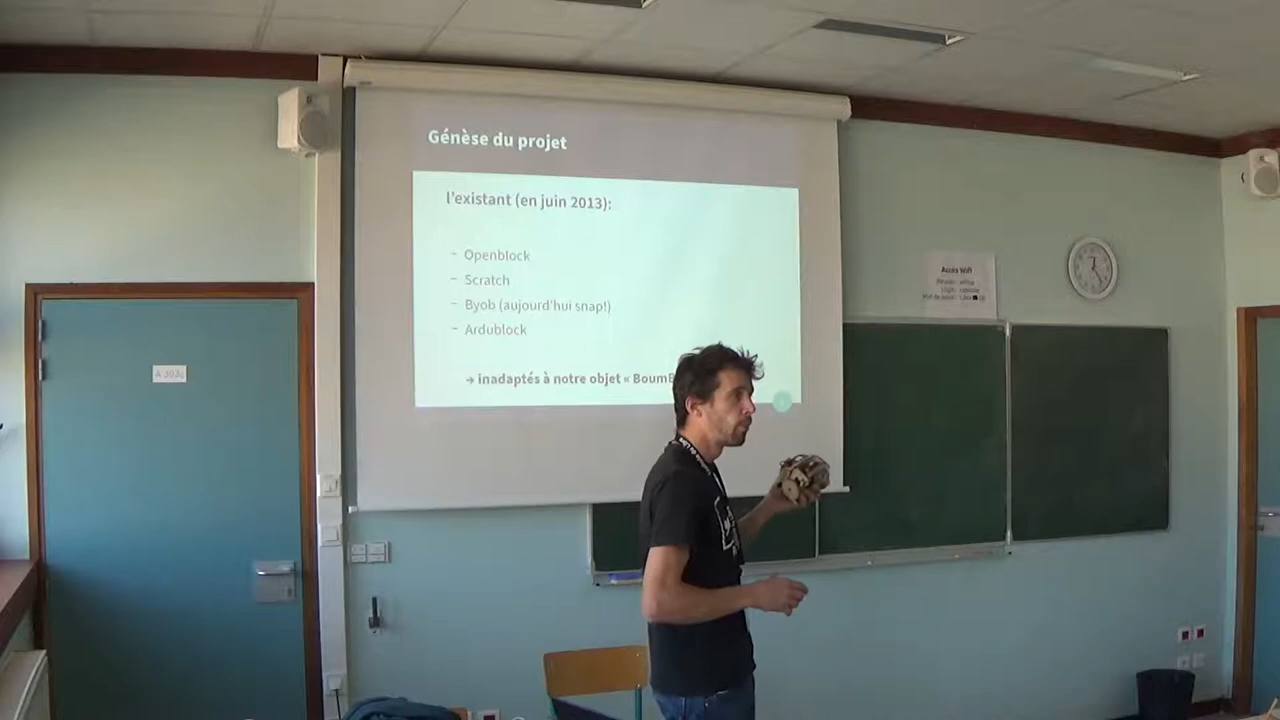 Génèse du projet
l'existant (en juin 2013):
– Openblock
– Scratch
– Byob (aujourd'hui snap!)
– Ardublock
→ inadaptés à notre objet « Boum
Accès Wifi
A 303c